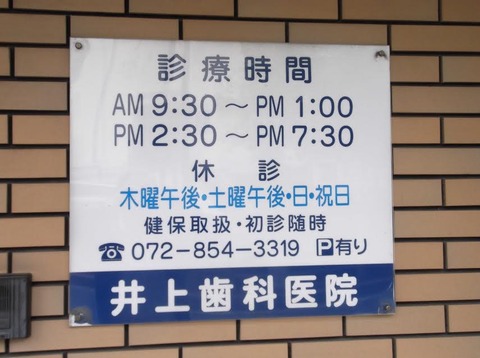 診療時間
AM 9:30～PM 1:00
PM 2:30～PM 7:30
休診
木曜午後・土曜午後・日・祝日
健保取扱・初診随時
☎072-854-3319 P有り
井上歯科医院